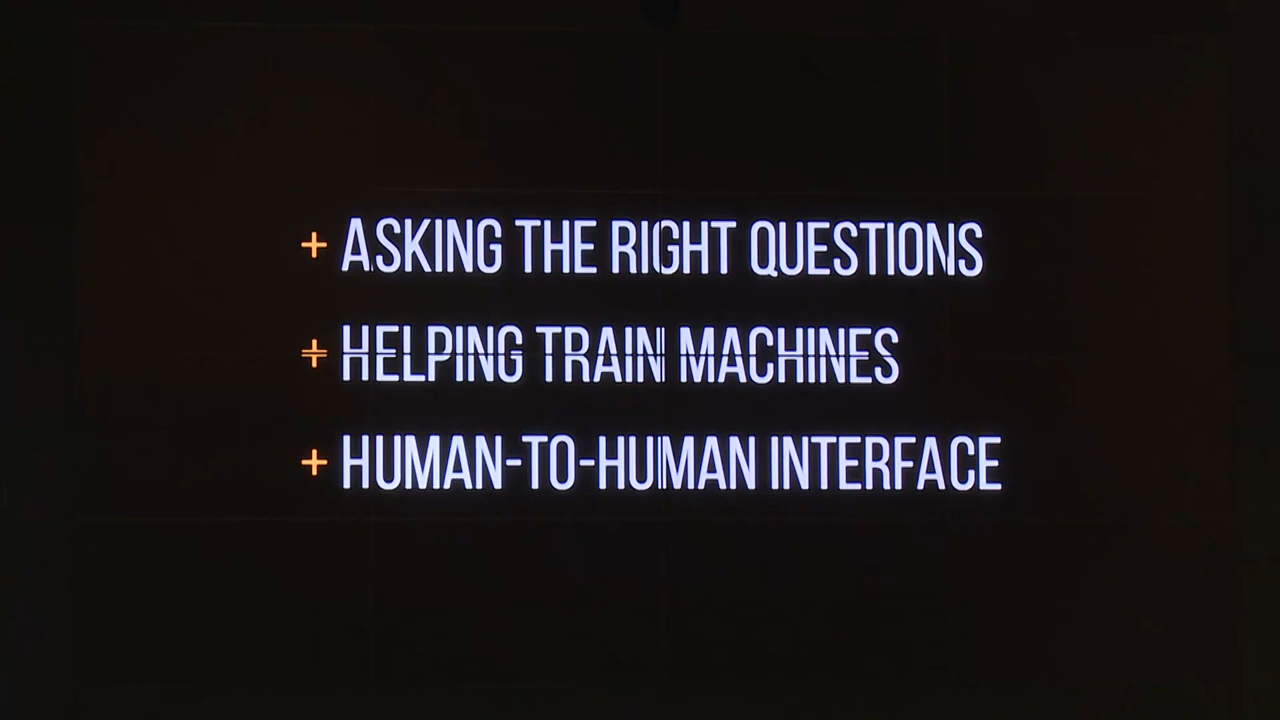 + ASKING THE RIGHT QUESTIONS
+ HELPING TRAIN MACHINES
+ HUMAN-TO-HUMAN INTERFACE